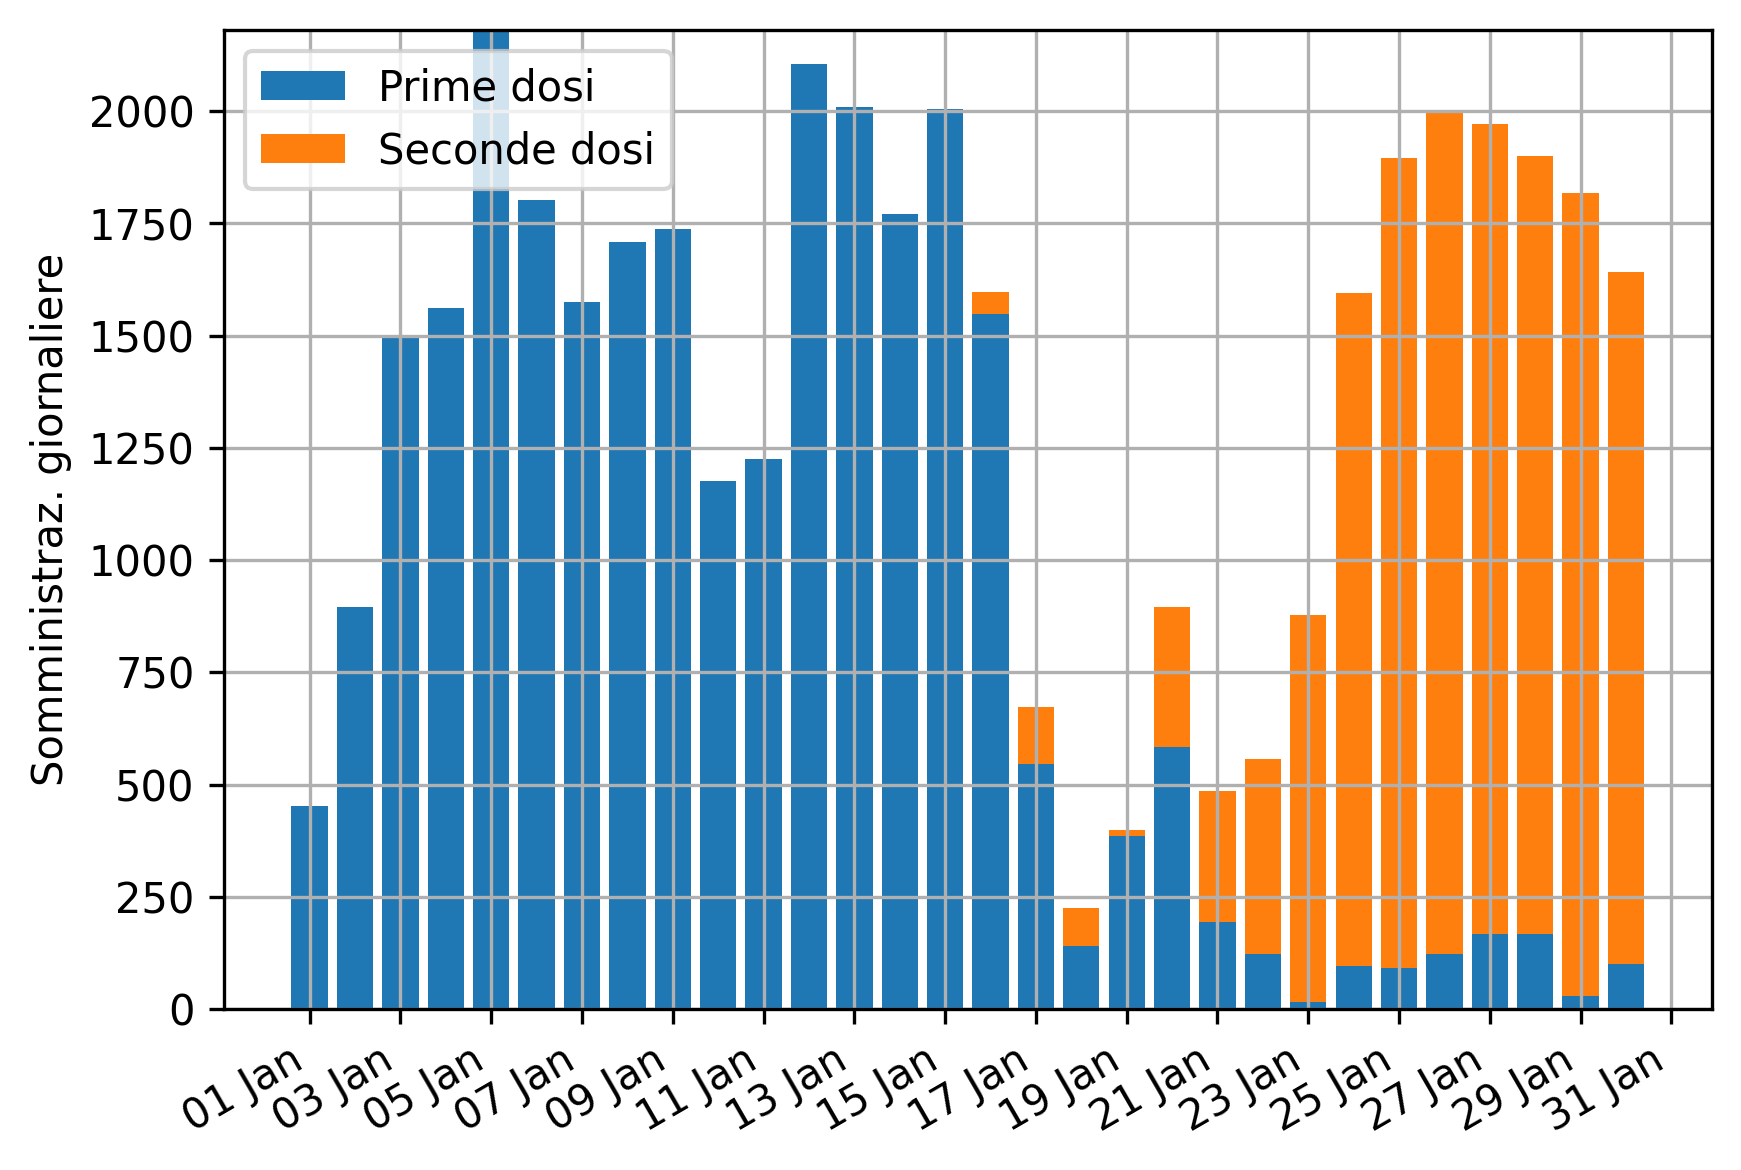 Prime dosi
Seconde dosi
Somministraz. giornaliere
2000
1750
1500
1250
1000
750
500
250
0
01 Jan
03 Jan
05 Jan
07 Jan
09 Jan
11 Jan
13 Jan
15 Jan
17 Jan
19 Jan
21 Jan
23 Jan
25 Jan
27 Jan
29 Jan
31 Jan